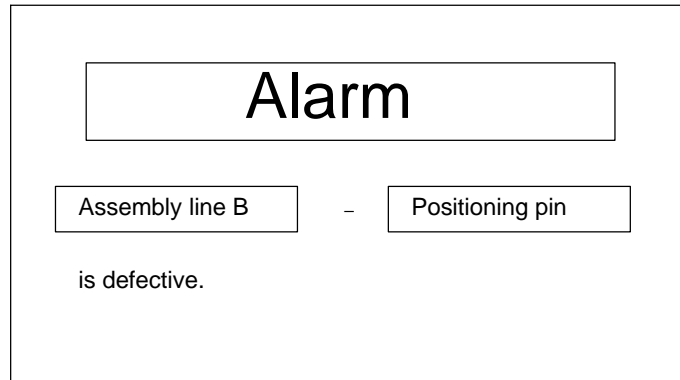 Alarm
Assembly line B – Positioning pin
is defective.